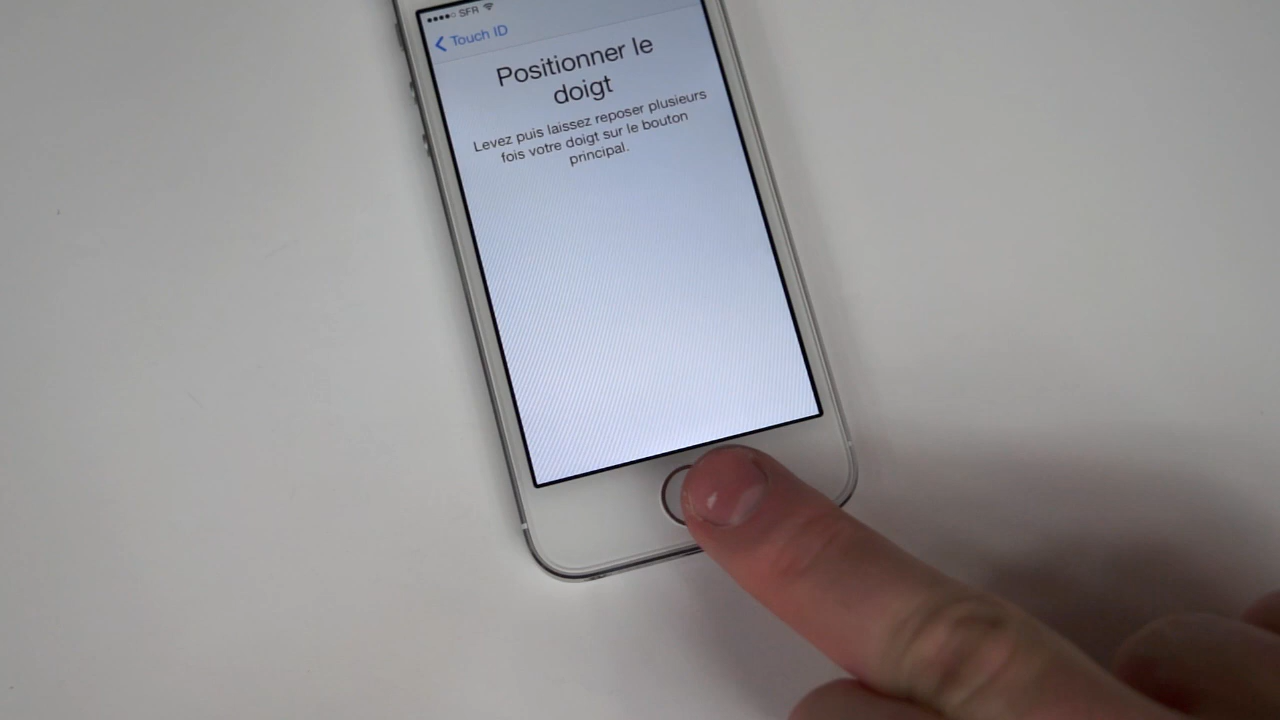 SFR
Touch ID
Positionner le
doigt
Levez puis laissez reposer plusieurs
fois votre doigt sur le bouton
principal.